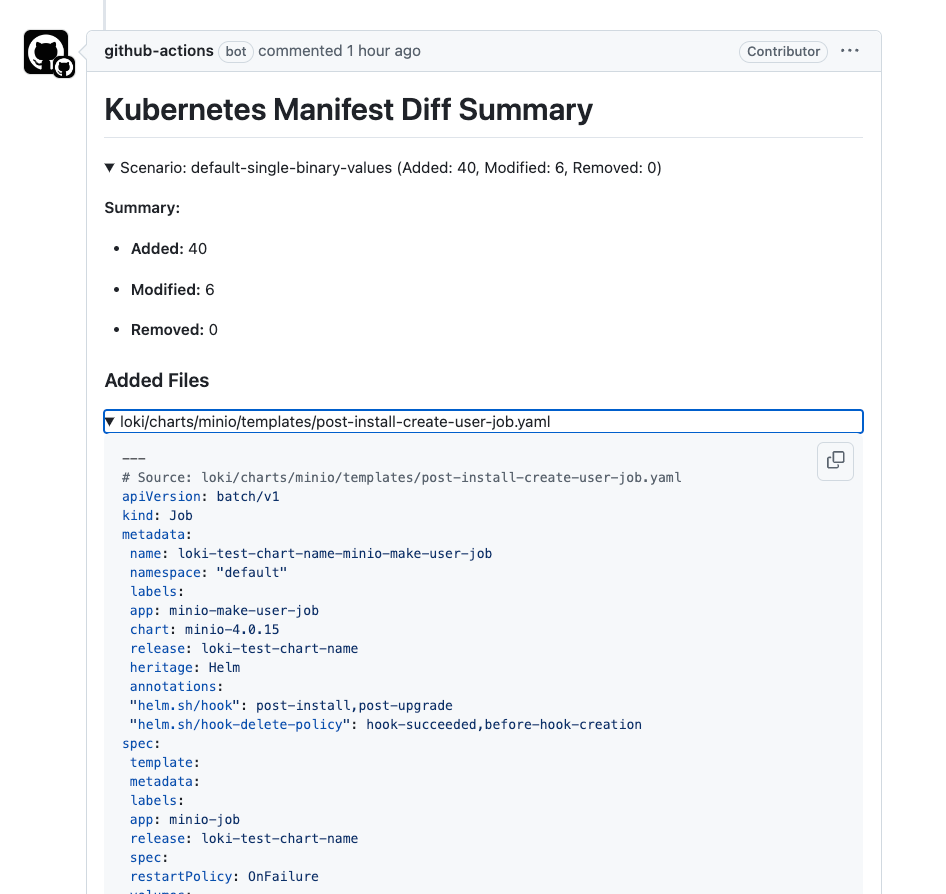 github-actions bot commented 1 hour ago Contributor ...
Kubernetes Manifest Diff Summary
▼ Scenario: default-single-binary-values (Added: 40, Modified: 6, Removed: 0)
Summary:
• Added: 40
• Modified: 6
• Removed: 0
Added Files
▼ loki/charts/minio/templates/post-install-create-user-job.yaml
---
# Source: loki/charts/minio/templates/post-install-create-user-job.yaml
apiVersion: batch/v1
kind: Job
metadata:
 name: loki-test-chart-name-minio-make-user-job
 namespace: "default"
 labels:
 app: minio-make-user-job
 chart: minio-4.0.15
 release: loki-test-chart-name
 heritage: Helm
 annotations:
 "helm.sh/hook": post-install,post-upgrade
 "helm.sh/hook-delete-policy": hook-succeeded,before-hook-creation
spec:
 template:
 metadata:
 labels:
 app: minio-job
 release: loki-test-chart-name
 spec:
 restartPolicy: OnFailure